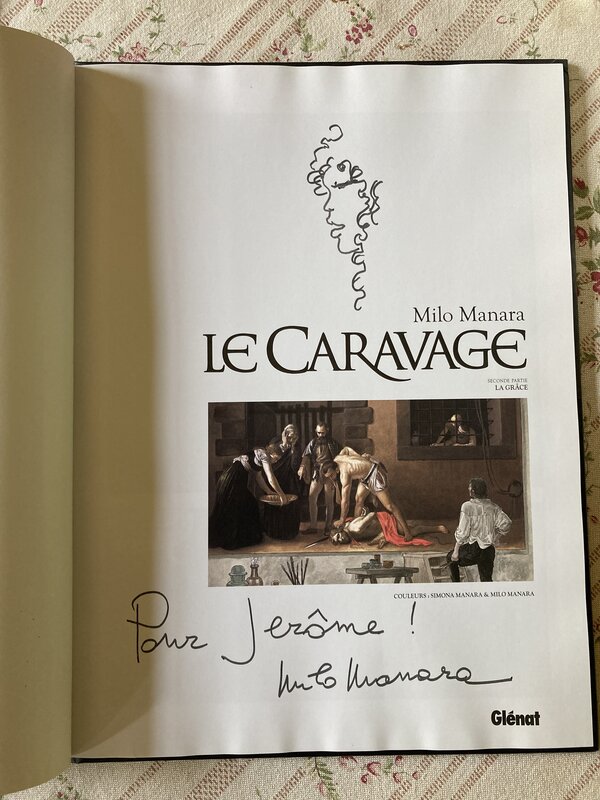 Milo Manara
LE CARAVAGE
SECONDE PARTIE
LA GRÂCE
COULEURS : SIMONA MANARA & MILO MANARA
Pour Jerôme !
Milo Manara
Glénat